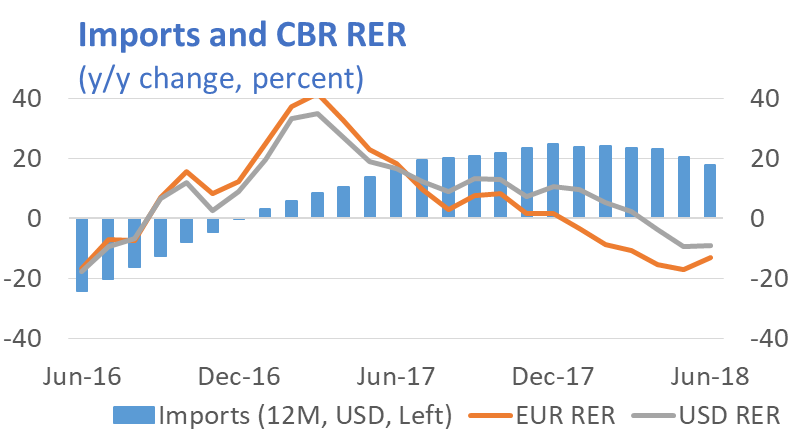 Imports and CBR RER
(y/y change, percent)
40 40
20 20
0 0
-20 -20
-40 -40
Jun-16 Dec-16 Jun-17 Dec-17 Jun-18
Imports (12M, USD, Left) EUR RER USD RER